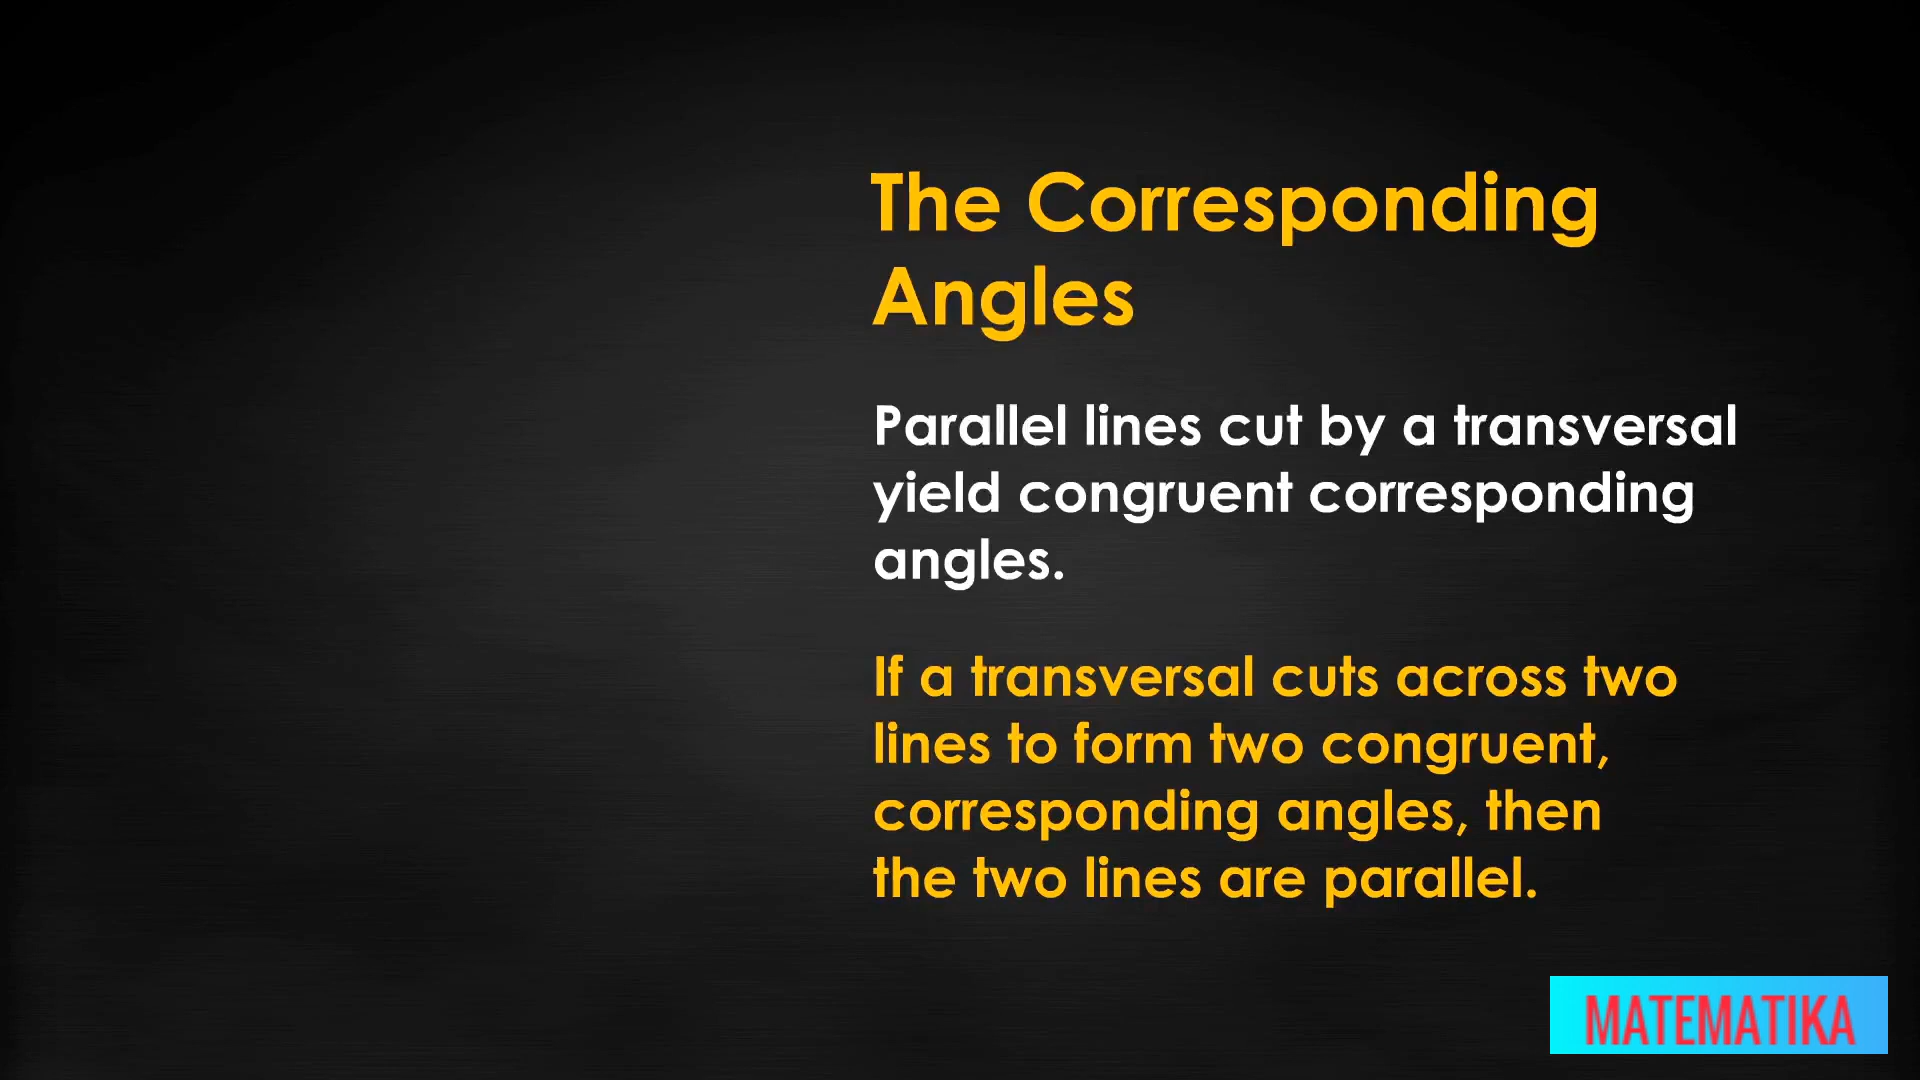 The Corresponding
Angles
Parallel lines cut by a transversal
yield congruent corresponding
angles.
If a transversal cuts across two
lines to form two congruent,
corresponding angles, then
the two lines are parallel.
MATEMATIKA